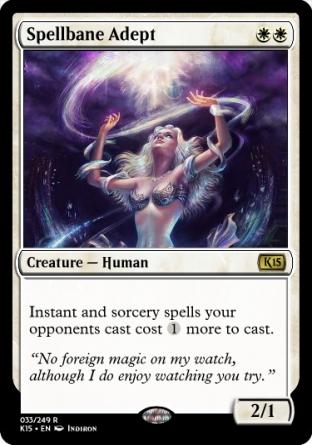 Spellbane Adept
Creature — Human
K15
Instant and sorcery spells your
opponents cast cost 1 more to cast.
“No foreign magic on my watch,
although I do enjoy watching you try.”
2/1
033/249 R
K15 • EN Indiron